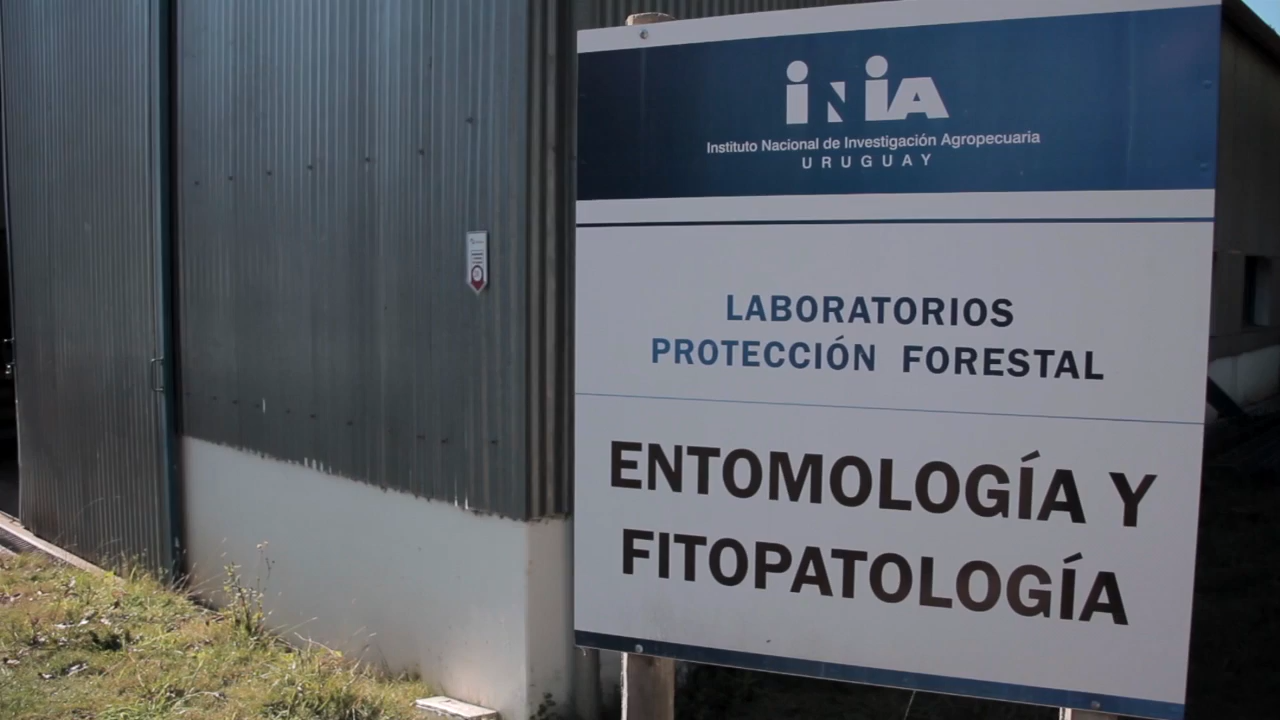 iNiA
Instituto Nacional de Investigación Agropecuaria
URUGUAY
LABORATORIOS
PROTECCIÓN FORESTAL
ENTOMOLOGÍA Y
FITOPATOLOGÍA